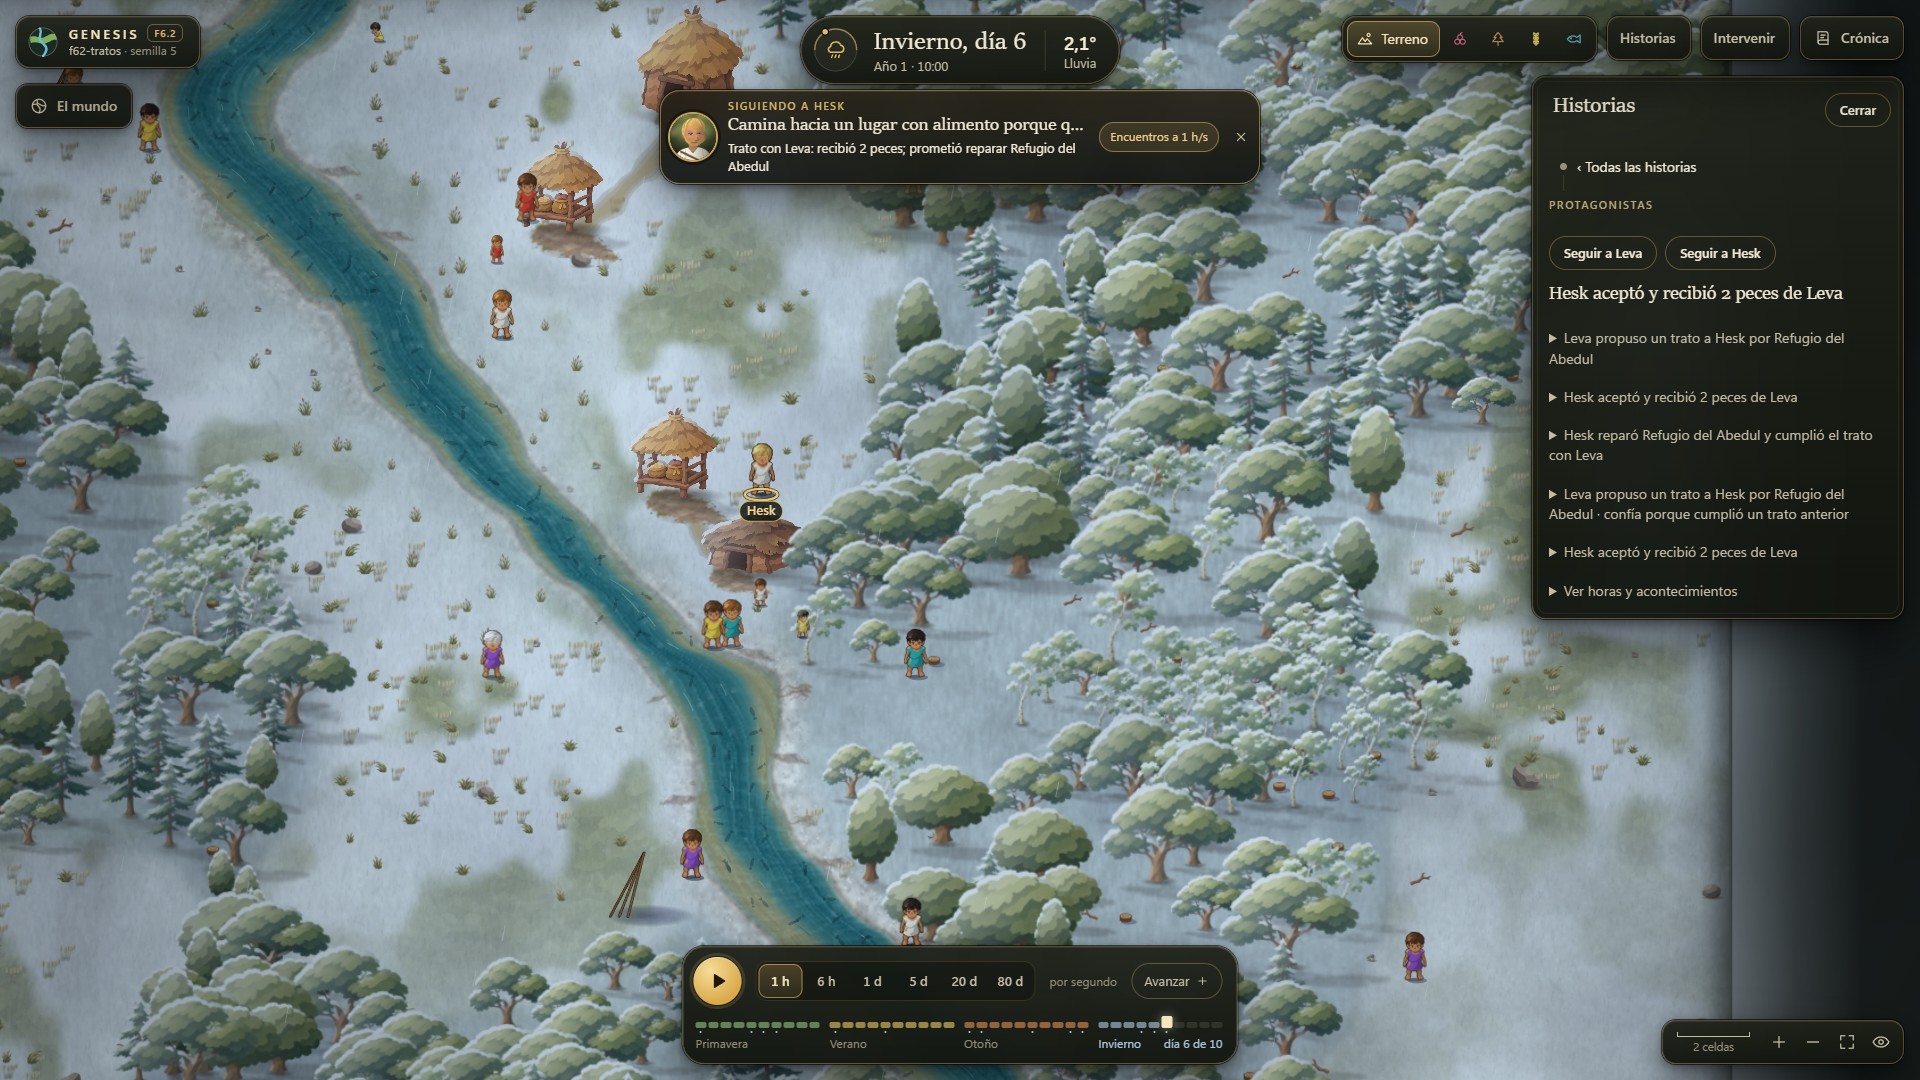 GENESIS F6.2
f62-tratos · semilla 5
El mundo
Invierno, día 6
Año 1 · 10:00
2,1°
Lluvia
SIGUIENDO A HESK
Camina hacia un lugar con alimento porque q...
Trato con Leva: recibió 2 peces; prometió reparar Refugio del
Abedul
Encuentros a 1 h/s
Terreno
Historias
Intervenir
Crónica
Historias
Cerrar
‹ Todas las historias
PROTAGONISTAS
Seguir a Leva
Seguir a Hesk
Hesk aceptó y recibió 2 peces de Leva
Leva propuso un trato a Hesk por Refugio del
Abedul
Hesk aceptó y recibió 2 peces de Leva
Hesk reparó Refugio del Abedul y cumplió el trato
con Leva
Leva propuso un trato a Hesk por Refugio del
Abedul · confía porque cumplió un trato anterior
Hesk aceptó y recibió 2 peces de Leva
Ver horas y acontecimientos
Hesk
1 h 6 h 1 d 5 d 20 d 80 d por segundo
Avanzar +
Primavera Verano Otoño Invierno día 6 de 10
2 celdas